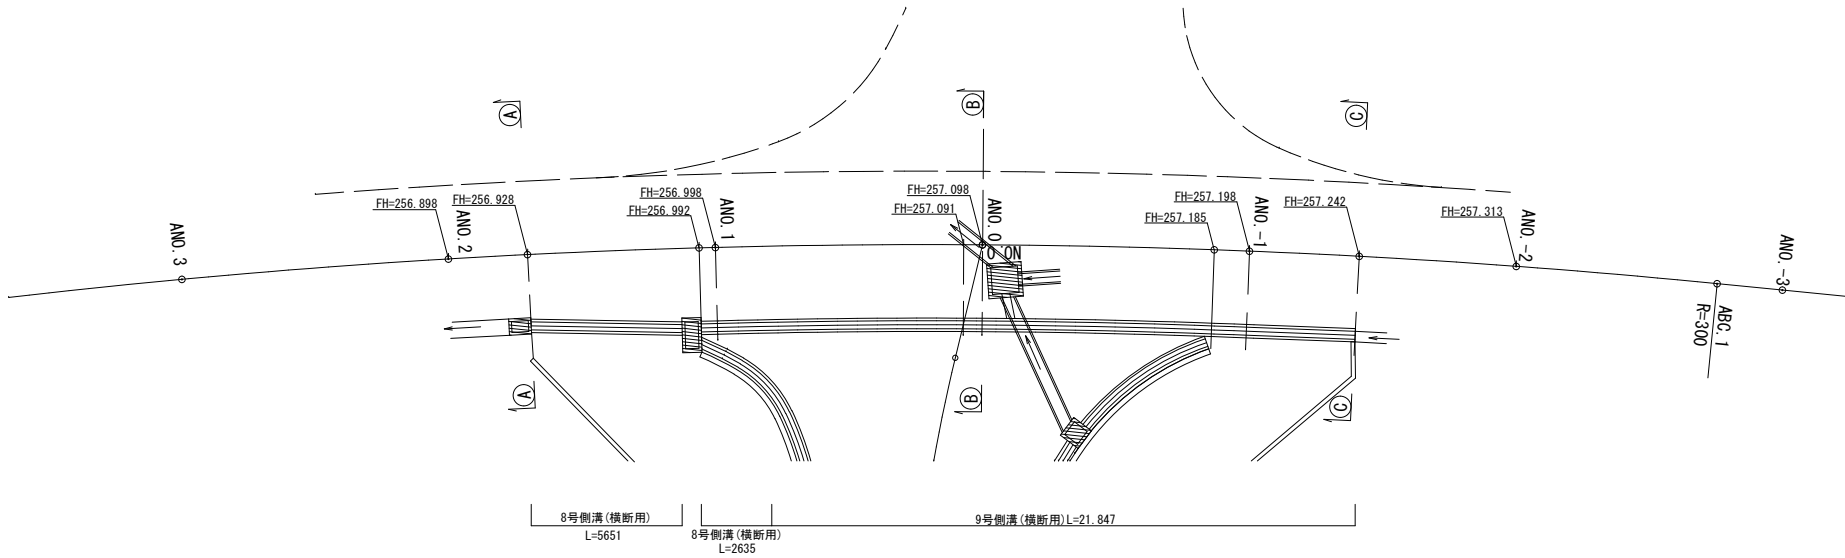 A
B
C
FH=256.898
FH=256.928
FH=256.998
FH=256.992
FH=257.098
FH=257.091
FH=257.198
FH=257.185
FH=257.242
FH=257.313
ANO.3
ANO.2
ANO.1
ANO.0
NO.0
ANO.-1
ANO.-2
ANO.-3
ABC.1
R=300
A
B
C
8号側溝(横断用)
L=5651
8号側溝(横断用)
L=2635
9号側溝(横断用)L=21.847